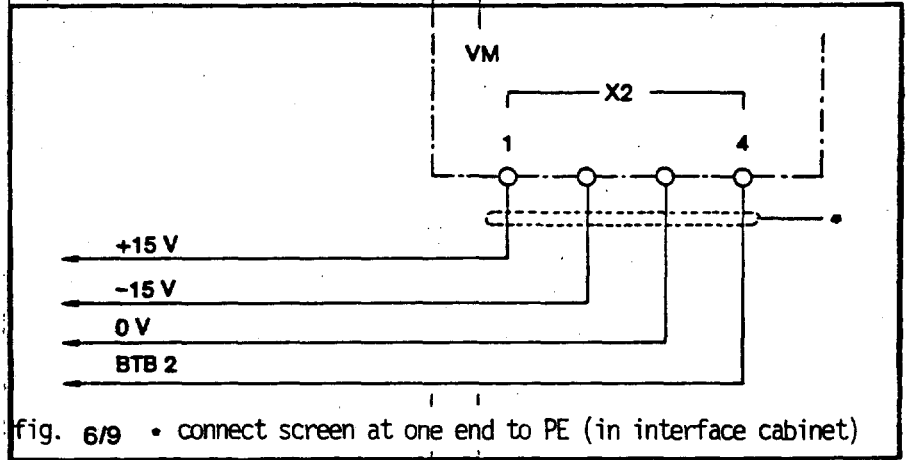 VM
X2
1 4
+15 V
-15 V
0 V
BTB 2
fig. 6/9 • connect screen at one end to PE (in interface cabinet)